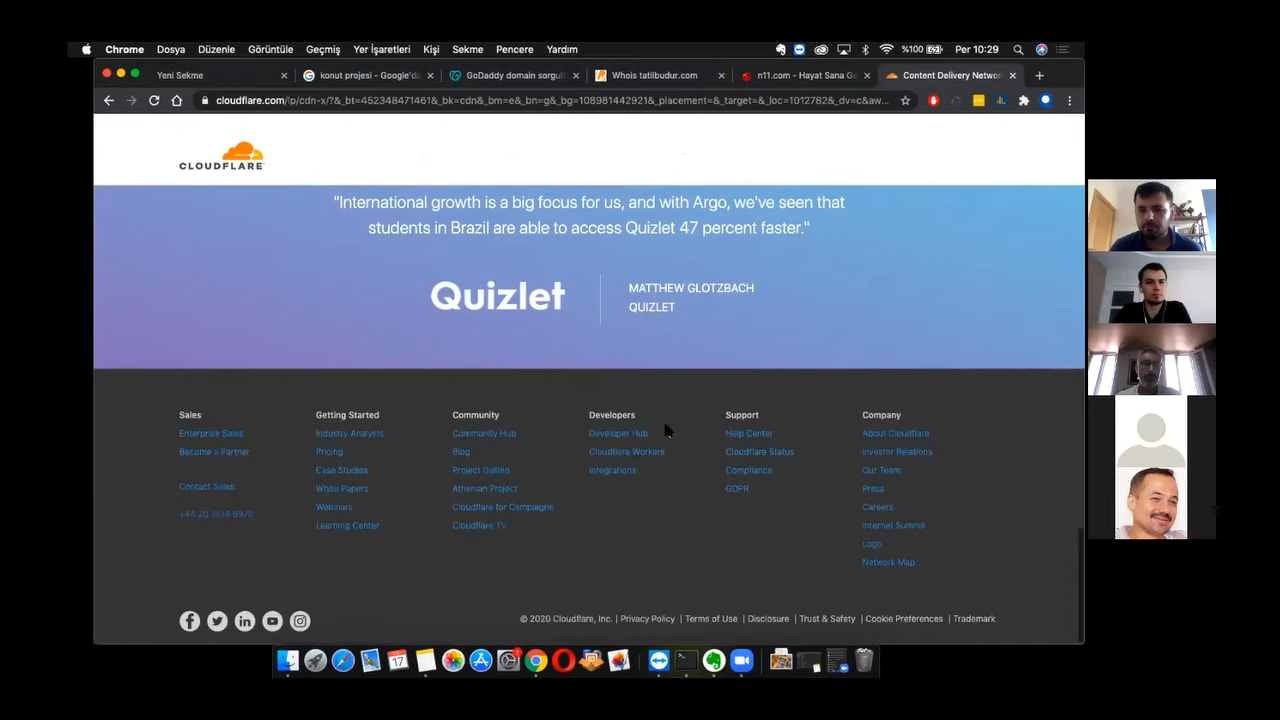 Chrome Dosya Düzenle Görüntüle Geçmiş Yer İşaretleri Kişi Sekme Pencere Yardım %100 Per 10:29
Yeni Sekme konut projesi - Google'da GoDaddy domain sorgul Whois tatilbudur.com n11.com - Hayat Sana Ge Content Delivery Networ
cloudflare.com/lp/cdn-x/?&_bt=452348471461&_bk=cdn&_bm=e&_bn=g&_bg=108981442921&_placement=&_target=&_loc=1012782&_dv=c&aw...
CLOUDFLARE
"International growth is a big focus for us, and with Argo, we've seen that
students in Brazil are able to access Quizlet 47 percent faster."
Quizlet
MATTHEW GLOTZBACH
QUIZLET
Sales Getting Started Community Developers Support Company
Enterprise Sales Industry Analysts Community Hub Developer Hub Help Center About Cloudflare
Become a Partner Pricing Blog Cloudflare Workers Cloudflare Status Investor Relations
Case Studies Project Galileo Integrations Compliance Our Team
Contact Sales: White Papers Athenian Project GDPR Press
Webinars Cloudflare for Campaigns Careers
+44 20 3514 6970 Learning Center Cloudflare TV Internet Summit
Logo
Network Map
© 2020 Cloudflare, Inc. | Privacy Policy | Terms of Use | Disclosure | Trust & Safety | Cookie Preferences | Trademark
17